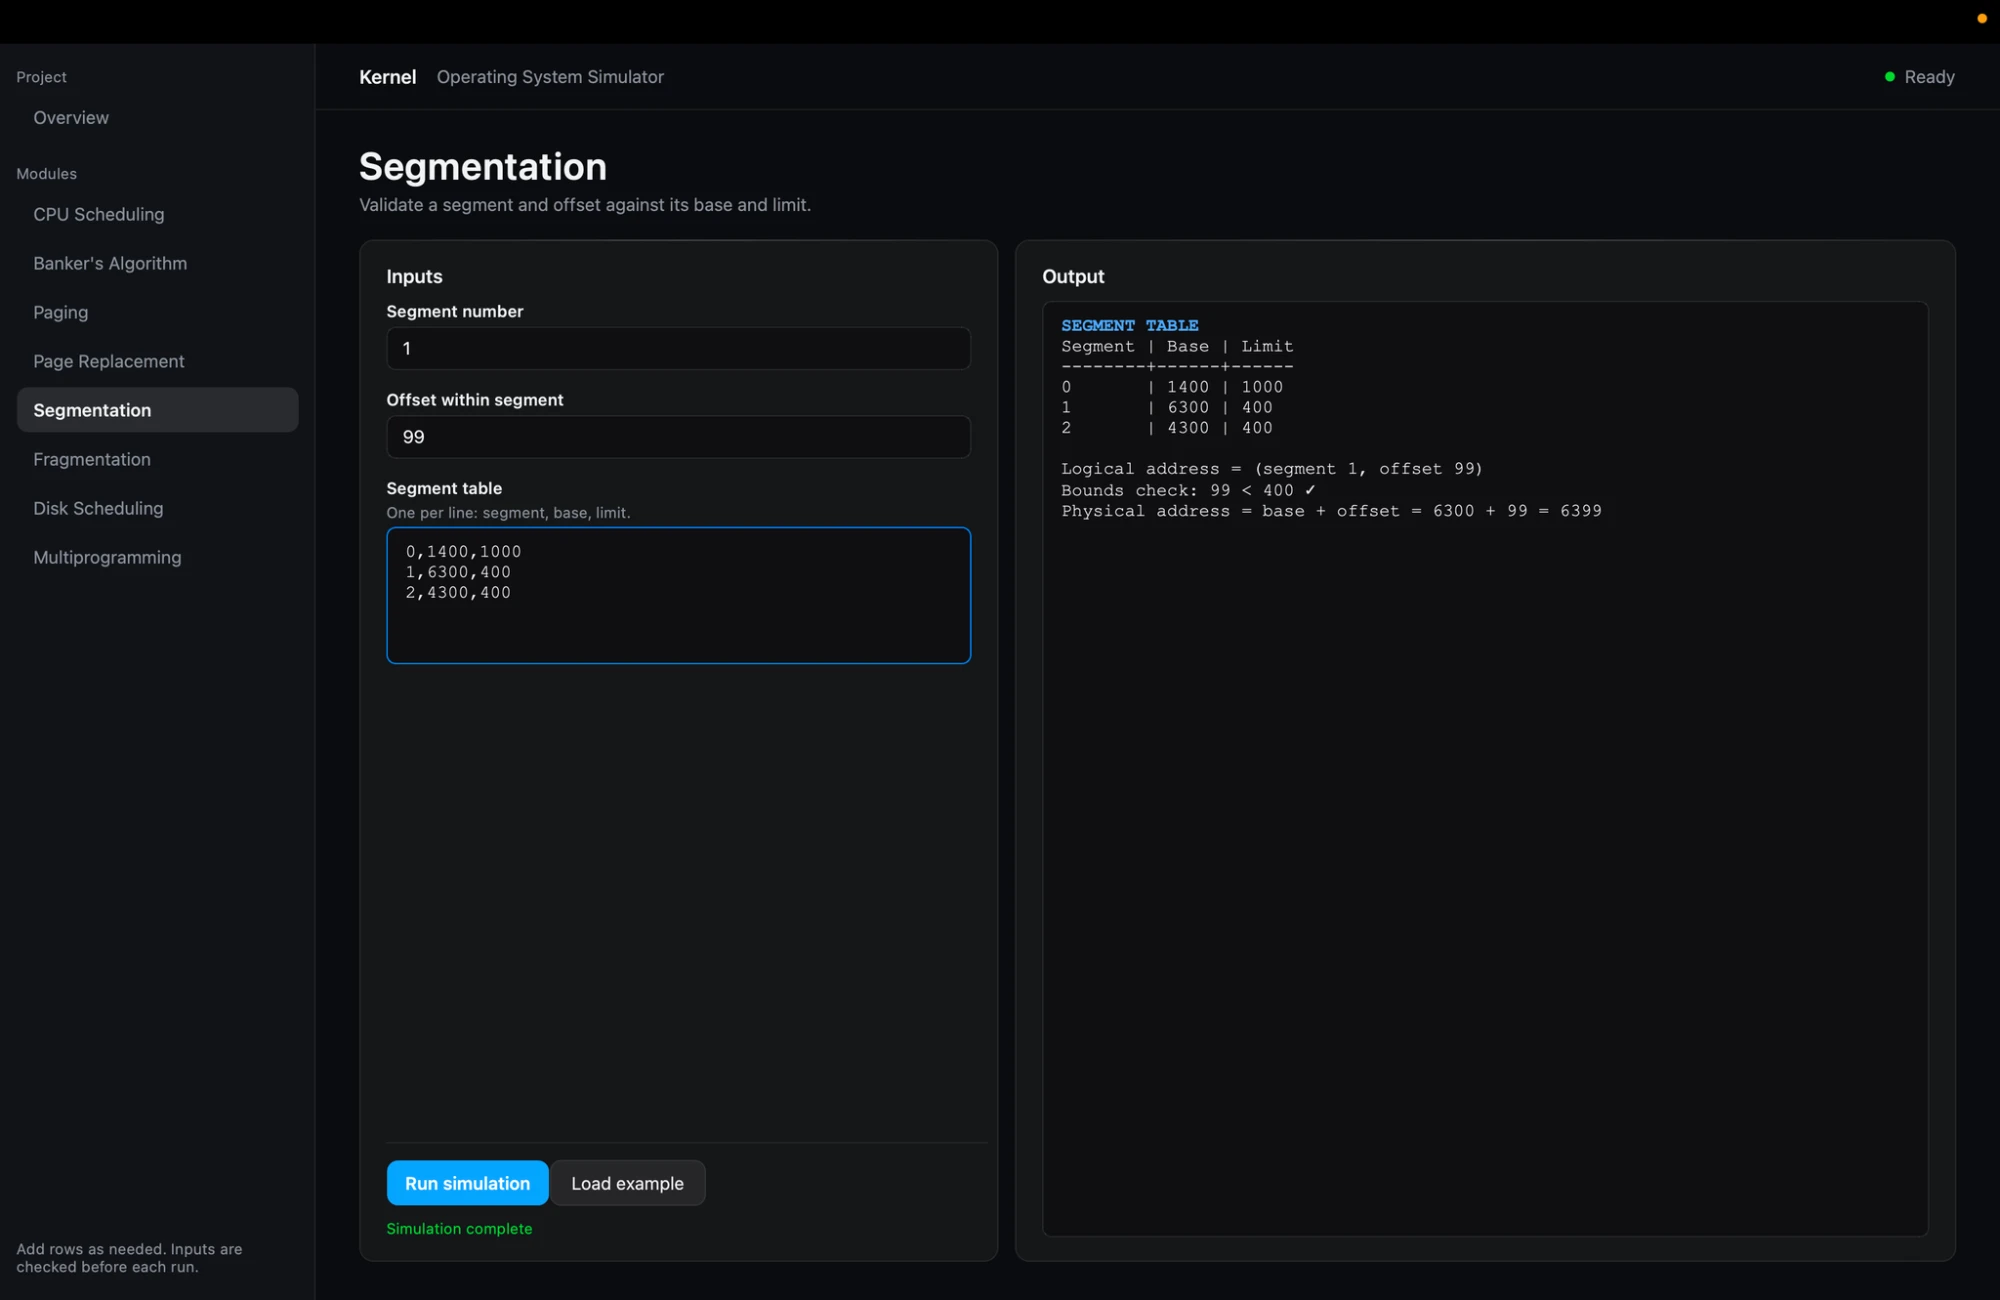 Project
Overview
Modules
CPU Scheduling
Banker's Algorithm
Paging
Page Replacement
Segmentation
Fragmentation
Disk Scheduling
Multiprogramming
Add rows as needed. Inputs are
checked before each run.
Kernel Operating System Simulator
Ready
Segmentation
Validate a segment and offset against its base and limit.
Inputs
Segment number
1
Offset within segment
99
Segment table
One per line: segment, base, limit.
0,1400,1000
1,6300,400
2,4300,400
Run simulation Load example
Simulation complete
Output
SEGMENT TABLE
Segment | Base | Limit
--------+------+------
0       | 1400 | 1000
1       | 6300 | 400
2       | 4300 | 400
Logical address = (segment 1, offset 99)
Bounds check: 99 < 400 ✓
Physical address = base + offset = 6300 + 99 = 6399